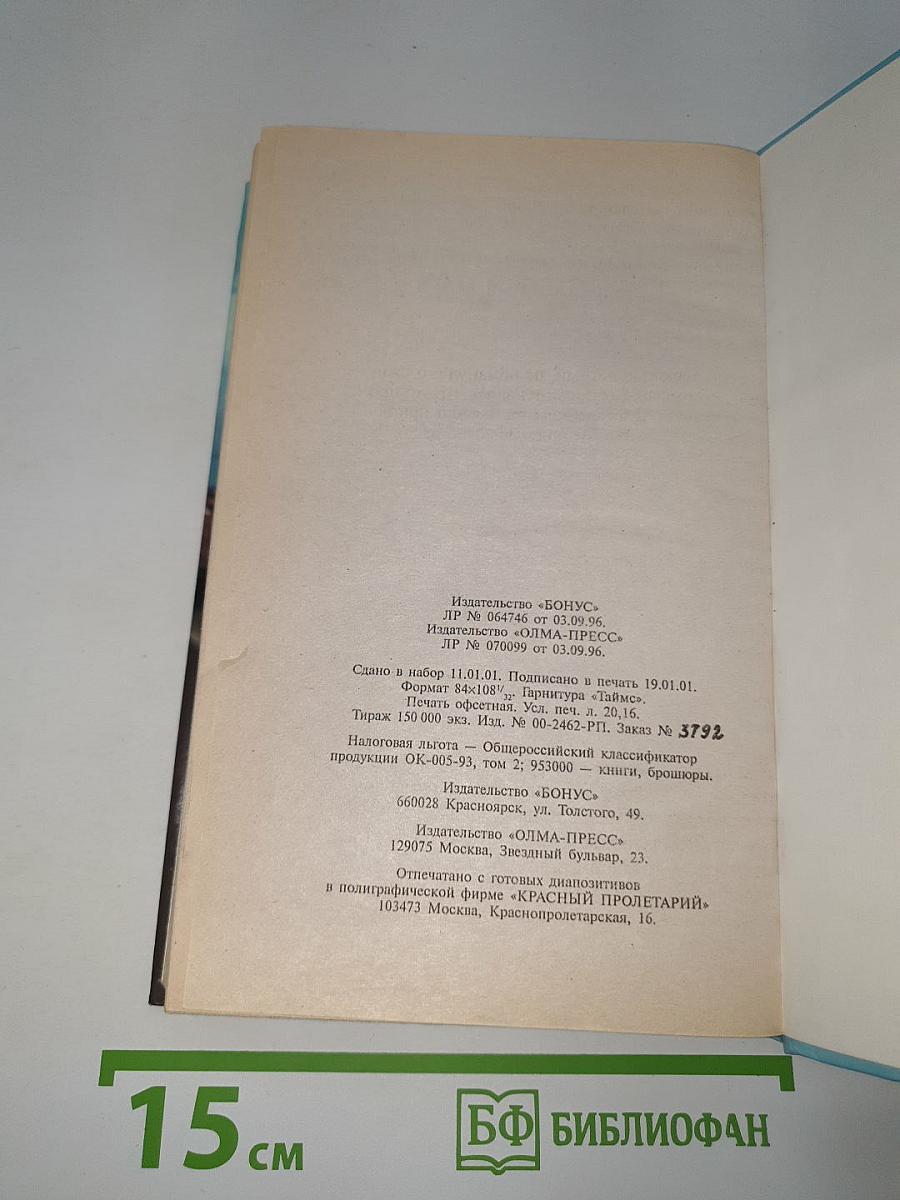 Издательство «БОНУС»
ЛР № 064746 от 03.09.96.
Издательство «ОЛМА-ПРЕСС»
ЛР № 070099 от 03.09.96.
Сдано в набор 11.01.01. Подписано в печать 19.01.01.
Формат 84×108 1/32. Гарнитура «Таймс».
Печать офсетная. Усл. печ. л. 20,16.
Тираж 150 000 экз. Изд. № 00-2462-РП. Заказ № 3792
Налоговая льгота — Общероссийский классификатор
продукции ОК-005-93, том 2; 953000 — книги, брошюры.
Издательство «БОНУС»
660028 Красноярск, ул. Толстого, 49.
Издательство «ОЛМА-ПРЕСС»
129075 Москва, Звездный бульвар, 23.
Отпечатано с готовых диапозитивов
в полиграфической фирме «КРАСНЫЙ ПРОЛЕТАРИЙ»
103473 Москва, Краснопролетарская, 16.
15 см
БФ БИБЛИОФАН